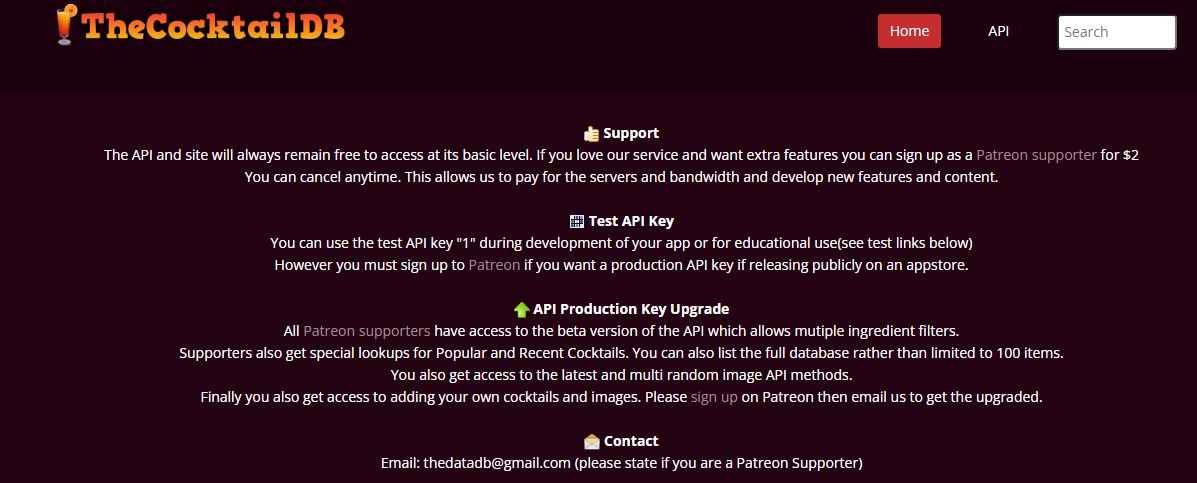 TheCocktailDB
Home
API
Search
Support
The API and site will always remain free to access at its basic level. If you love our service and want extra features you can sign up as a Patreon supporter for $2
You can cancel anytime. This allows us to pay for the servers and bandwidth and develop new features and content.
Test API Key
You can use the test API key "1" during development of your app or for educational use(see test links below)
However you must sign up to Patreon if you want a production API key if releasing publicly on an appstore.
API Production Key Upgrade
All Patreon supporters have access to the beta version of the API which allows mutiple ingredient filters.
Supporters also get special lookups for Popular and Recent Cocktails. You can also list the full database rather than limited to 100 items.
You also get access to the latest and multi random image API methods.
Finally you also get access to adding your own cocktails and images. Please sign up on Patreon then email us to get the upgraded.
Contact
Email: thedatadb@gmail.com (please state if you are a Patreon Supporter)